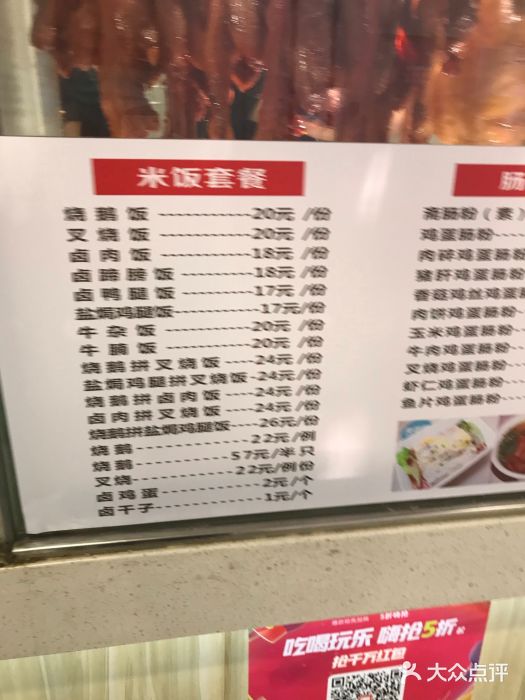 米饭套餐
烧鹅饭-----------20元/份
叉烧饭-----------20元/份
卤肉饭-----------18元/份
卤蹄膀饭---------18元/份
卤鸭腿饭---------17元/份
盐焗鸡腿饭-------17元/份
牛杂饭-----------20元/份
牛腩饭-----------20元/份
烧鹅拼叉烧饭----24元/份
盐焗鸡腿拼叉烧饭-24元/份
烧鹅拼卤肉饭----24元/份
卤肉拼叉烧饭----24元/份
烧鹅拼盐焗鸡腿饭--26元/份
烧鹅-------------22元/例
烧鹅-----------57元/半只
叉烧-----------22元/例份
卤鸡蛋-----------2元/个
卤干子-----------1元/个
肠
斋肠粉(素)
鸡蛋肠粉
肉碎鸡蛋肠粉
猪肝鸡蛋肠粉
香菇鸡丝鸡蛋
肉饼鸡蛋肠粉
玉米鸡蛋肠粉
牛肉鸡蛋肠粉
叉烧鸡蛋肠粉
虾仁鸡蛋肠粉
鱼片鸡蛋肠粉
5折嗨抢
吃喝玩乐 嗨抢5折起
抢千万红包
大众点评